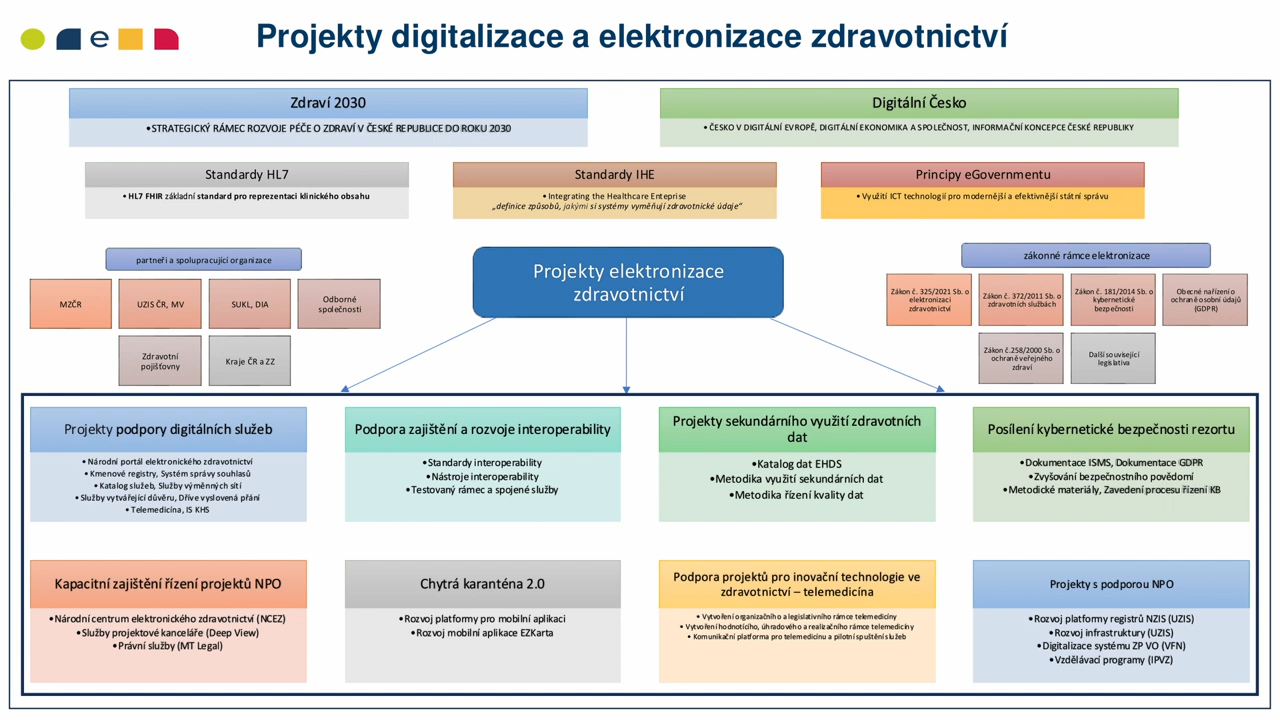 Projekty digitalizace a elektronizace zdravotnictví
Zdraví 2030
•STRATEGICKÝ RÁMEC ROZVOJE PÉČE O ZDRAVÍ V ČESKÉ REPUBLICE DO ROKU 2030
Digitální Česko
•ČESKO V DIGITÁLNÍ EVROPĚ, DIGITÁLNÍ EKONOMIKA A SPOLEČNOST, INFORMAČNÍ KONCEPCE ČESKÉ REPUBLIKY
Standardy HL7
•HL7 FHIR základní standard pro reprezentaci klinického obsahu
Standardy IHE
•Integrating the Healthcare Enteprise
„definice způsobů, jakými si systémy vyměňují zdravotnické údaje"
Principy eGovernmentu
•Využití ICT technologií pro modernější a efektivnější státní správu
partneři a spolupracující organizace
MZČR
UZIS ČR, MV
SUKL, DIA
Odborné
společnosti
Zdravotní
pojišťovny
Kraje ČR a ZZ
Projekty elektronizace
zdravotnictví
zákonné rámce elektronizace
Zákon č. 325/2021 Sb. o
elektronizaci
zdravotnictví
Zákon č. 372/2011 Sb. o
zdravotních službách
Zákon č. 181/2014 Sb. o
kybernetické
bezpečnosti
Obecné nařízení o
ochraně osobní údajů
(GDPR)
Zákon č.258/2000 Sb. o
ochraně veřejného
zdraví
Další související
legislativa
Projekty podpory digitálních služeb
•Národní portál elektronického zdravotnictví
•Kmenové registry, Systém správy souhlasů
•Katalog služeb, Služby výměnných sítí
•Služby vytvářející důvěru, Dříve vyslovená přání
•Telemedicína, IS KHS
Podpora zajištění a rozvoje interoperability
•Standardy interoperability
•Nástroje interoperability
•Testovaný rámec a spojené služby
Projekty sekundárního využití zdravotních
dat
•Katalog dat EHDS
•Metodika využití sekundárních dat
•Metodika řízení kvality dat
Posílení kybernetické bezpečnosti rezortu
•Dokumentace ISMS, Dokumentace GDPR
•Zvyšování bezpečnostního povědomí
•Metodické materiály, Zavedení procesu řízení KB
Kapacitní zajištění řízení projektů NPO
•Národní centrum elektronického zdravotnictví (NCEZ)
•Služby projektové kanceláře (Deep View)
•Právní služby (MT Legal)
Chytrá karanténa 2.0
•Rozvoj platformy pro mobilní aplikaci
•Rozvoj mobilní aplikace EZKarta
Podpora projektů pro inovační technologie ve
zdravotnictví – telemedicína
•Vytvoření organizačního a legislativního rámce telemedicíny
•Vytvoření hodnotícího, úhradového a realizačního rámce telemedicíny
•Komunikační platforma pro telemedicínu a pilotní spuštění služeb
Projekty s podporou NPO
•Rozvoj platformy registrů NZIS (UZIS)
•Rozvoj infrastruktury (UZIS)
•Digitalizace systému ZP VO (VFN)
•Vzdělávací programy (IPVZ)